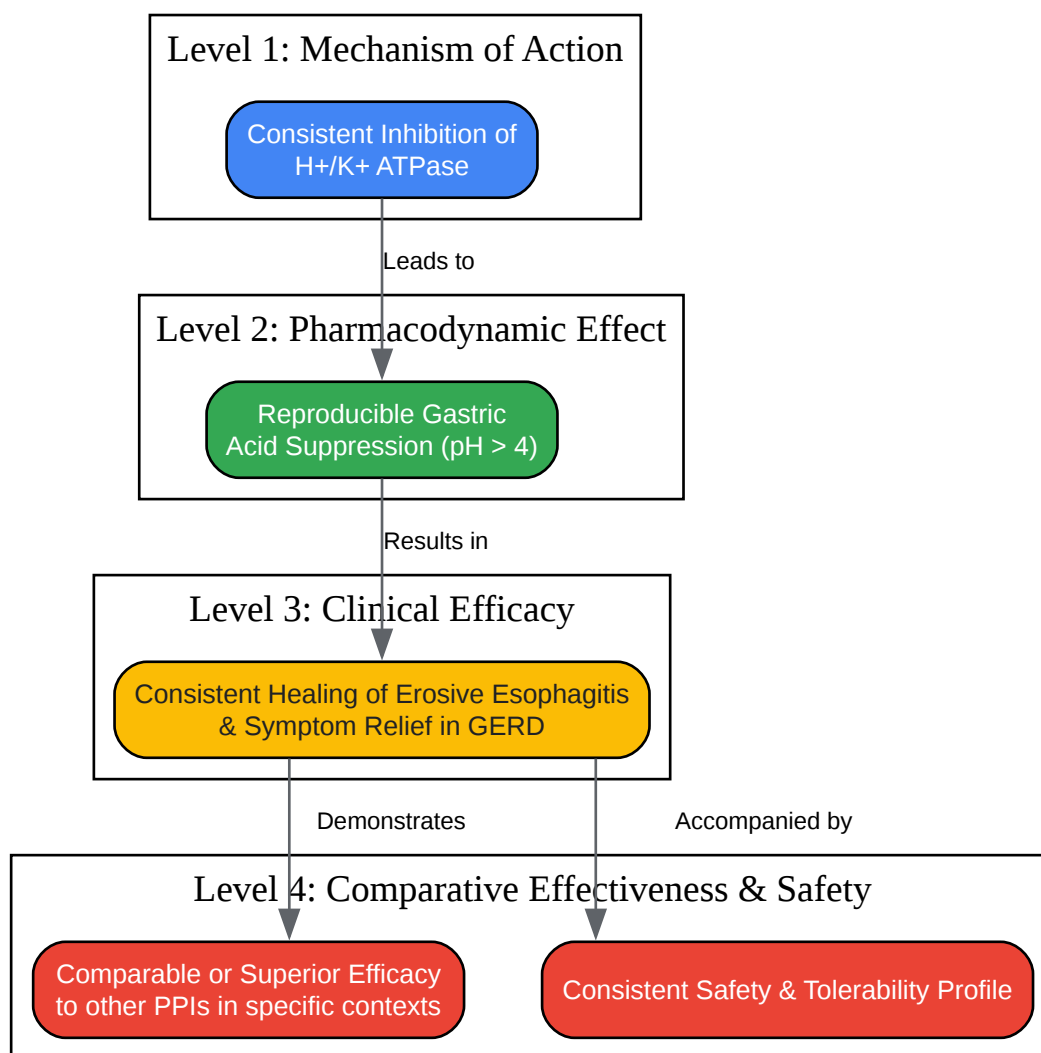 Level 1: Mechanism of Action
Consistent Inhibition of
H+/K+ ATPase
Leads to
Level 2: Pharmacodynamic Effect
Reproducible Gastric
Acid Suppression (pH > 4)
Results in
Level 3: Clinical Efficacy
Consistent Healing of Erosive Esophagitis
& Symptom Relief in GERD
Demonstrates
Accompanied by
Level 4: Comparative Effectiveness & Safety
Comparable or Superior Efficacy
to other PPIs in specific contexts
Consistent Safety & Tolerability Profile